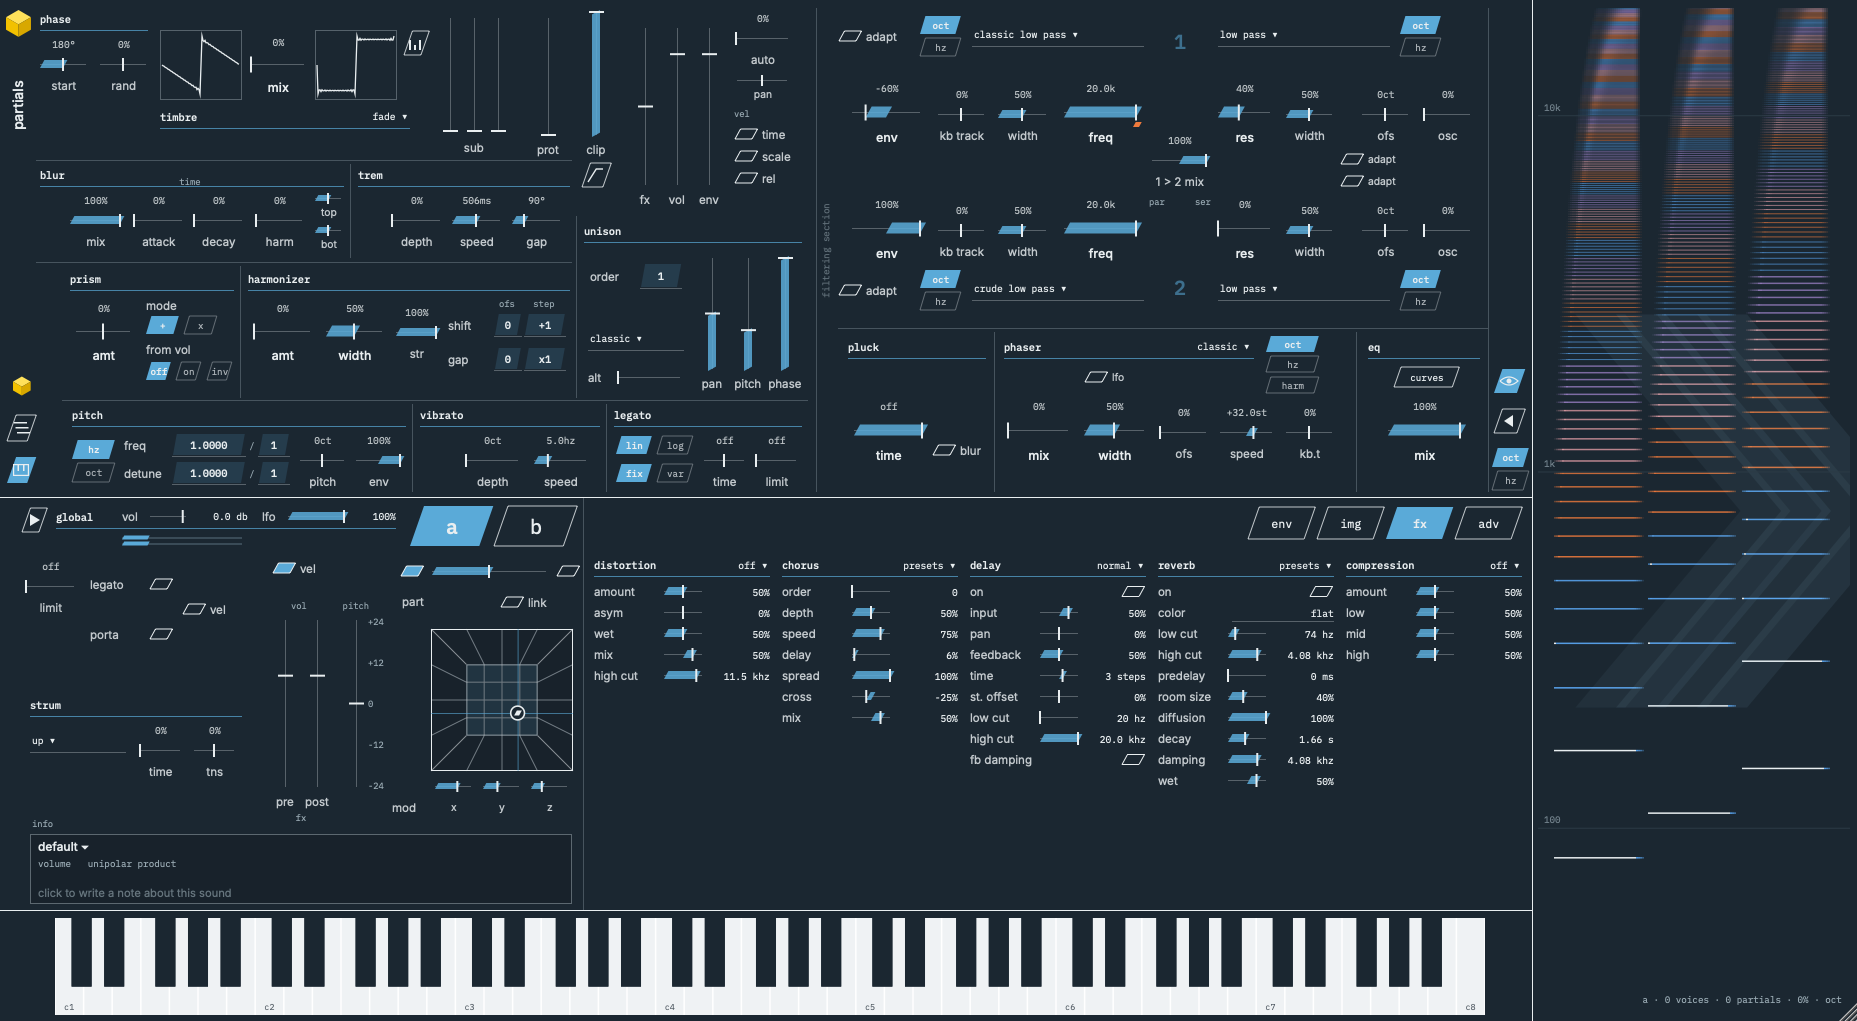 phase
180°
0%
start
rand
0%
mix
timbre
fade ▾
partials
sub
prot
clip
fx
vol
env
0%
auto
pan
vel
time
scale
rel
blur
time
100%
0%
0%
0%
mix
attack
decay
harm
top
bot
trem
0%
506ms
90°
depth
speed
gap
unison
order
1
classic ▾
alt
pan
pitch
phase
prism
0%
amt
mode
+
x
from vol
off
on
inv
harmonizer
0%
50%
100%
amt
width
str
ofs
step
shift
0
+1
gap
0
x1
pitch
hz
oct
freq
1.0000 / 1
detune
1.0000 / 1
0ct
100%
pitch
env
vibrato
0ct
5.0hz
depth
speed
legato
lin
log
fix
var
off
off
time
limit
filtering section
adapt
oct
hz
classic low pass ▾
1
low pass ▾
oct
hz
-60%
0%
50%
20.0k
40%
50%
0ct
0%
env
kb track
width
freq
res
width
ofs
osc
100%
1 > 2 mix
par
ser
adapt
adapt
100%
0%
50%
20.0k
0%
50%
0ct
0%
env
kb track
width
freq
res
width
ofs
osc
adapt
oct
hz
crude low pass ▾
2
low pass ▾
oct
hz
pluck
off
time
blur
phaser
classic ▾
oct
hz
harm
lfo
0%
50%
0%
+32.0st
0%
mix
width
ofs
speed
kb.t
eq
curves
100%
mix
oct
hz
global
vol
0.0 db
lfo
100%
a
b
off
limit
legato
vel
porta
vel
vol
pitch
+24
+12
0
-12
-24
pre
post
fx
part
link
mod
x
y
z
strum
up ▾
0%
0%
time
tns
info
default ▾
volume unipolar product
click to write a note about this sound
env
img
fx
adv
distortion off ▾
amount 50%
asym 0%
wet 50%
mix 50%
high cut 11.5 khz
chorus presets ▾
order 0
depth 50%
speed 75%
delay 6%
spread 100%
cross -25%
mix 50%
delay normal ▾
on
input 50%
pan 0%
feedback 50%
time 3 steps
st. offset 0%
low cut 20 hz
high cut 20.0 khz
fb damping
reverb presets ▾
on
color flat
low cut 74 hz
high cut 4.08 khz
predelay 0 ms
room size 40%
diffusion 100%
decay 1.66 s
damping 4.08 khz
wet 50%
compression off ▾
amount 50%
low 50%
mid 50%
high 50%
c1
c2
c3
c4
c5
c6
c7
c8
10k
1k
100
a · 0 voices · 0 partials · 0% · oct